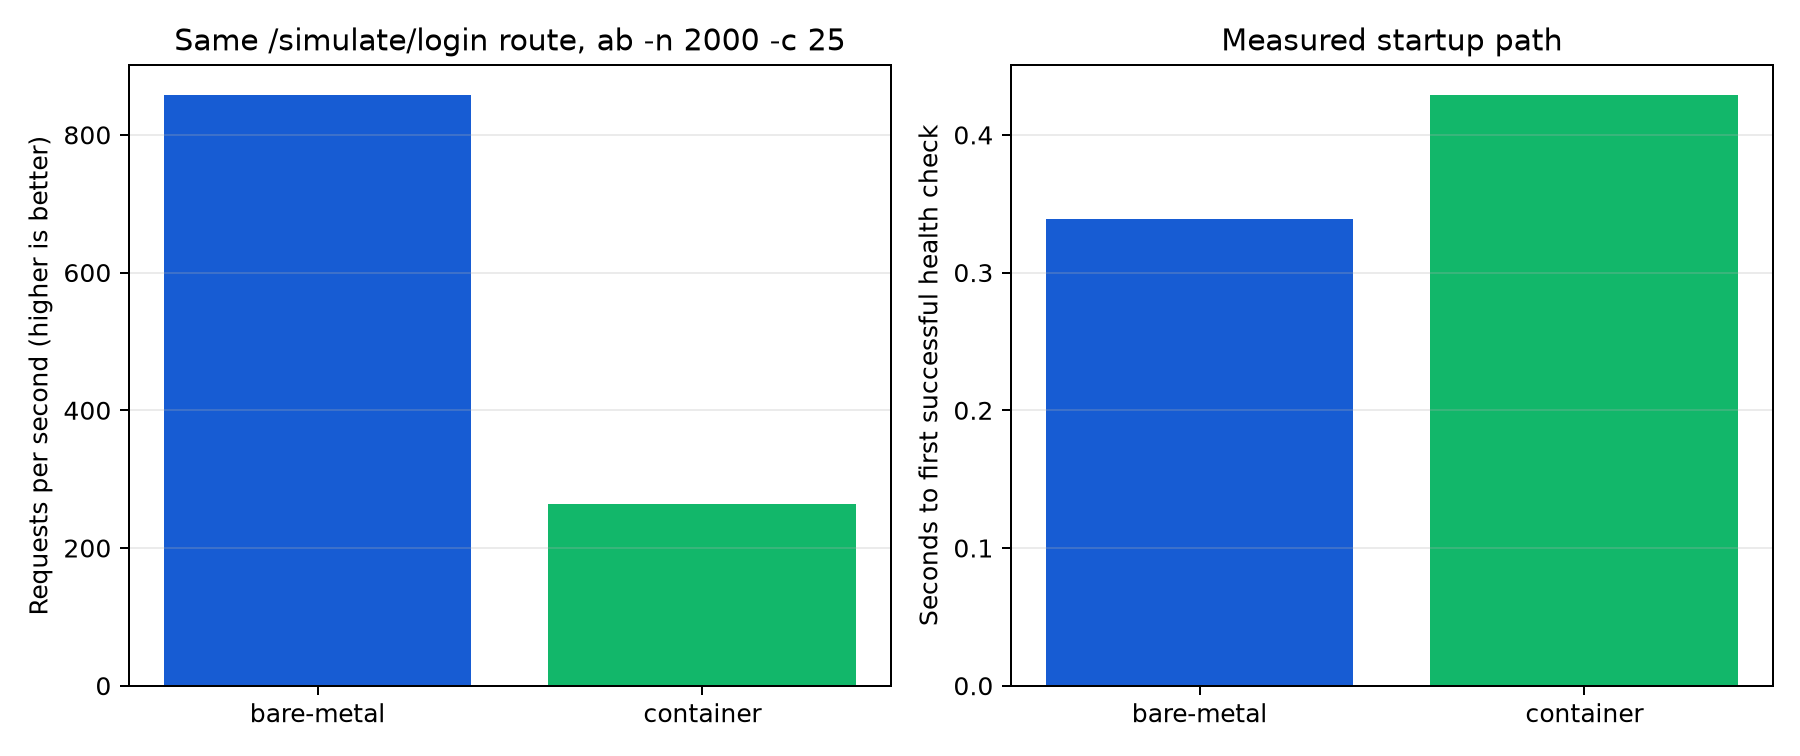 Same /simulate/login route, ab -n 2000 -c 25
Requests per second (higher is better)
800
600
400
200
0
bare-metal
container
Measured startup path
Seconds to first successful health check
0.4
0.3
0.2
0.1
0.0
bare-metal
container